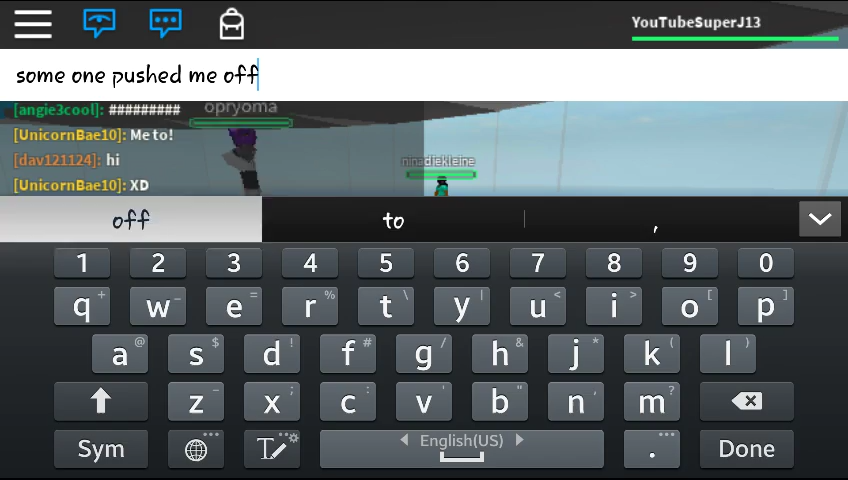 YouTubeSuperJ13
some one pushed me off
[angie3cool]: ######### opryoma
[UnicornBae10]: Me to!
[dav121124]: hi
ninadiekleine
[UnicornBae10]: XD
off to ,
1 2 3 4 5 6 7 8 9 0
q + w _ e = r % t \ y | u < i > o [ p ]
a @ s $ d ! f # g / h & j * k ( l )
z - x ; c : v ' b " n , m ?
Sym T English(US) . Done